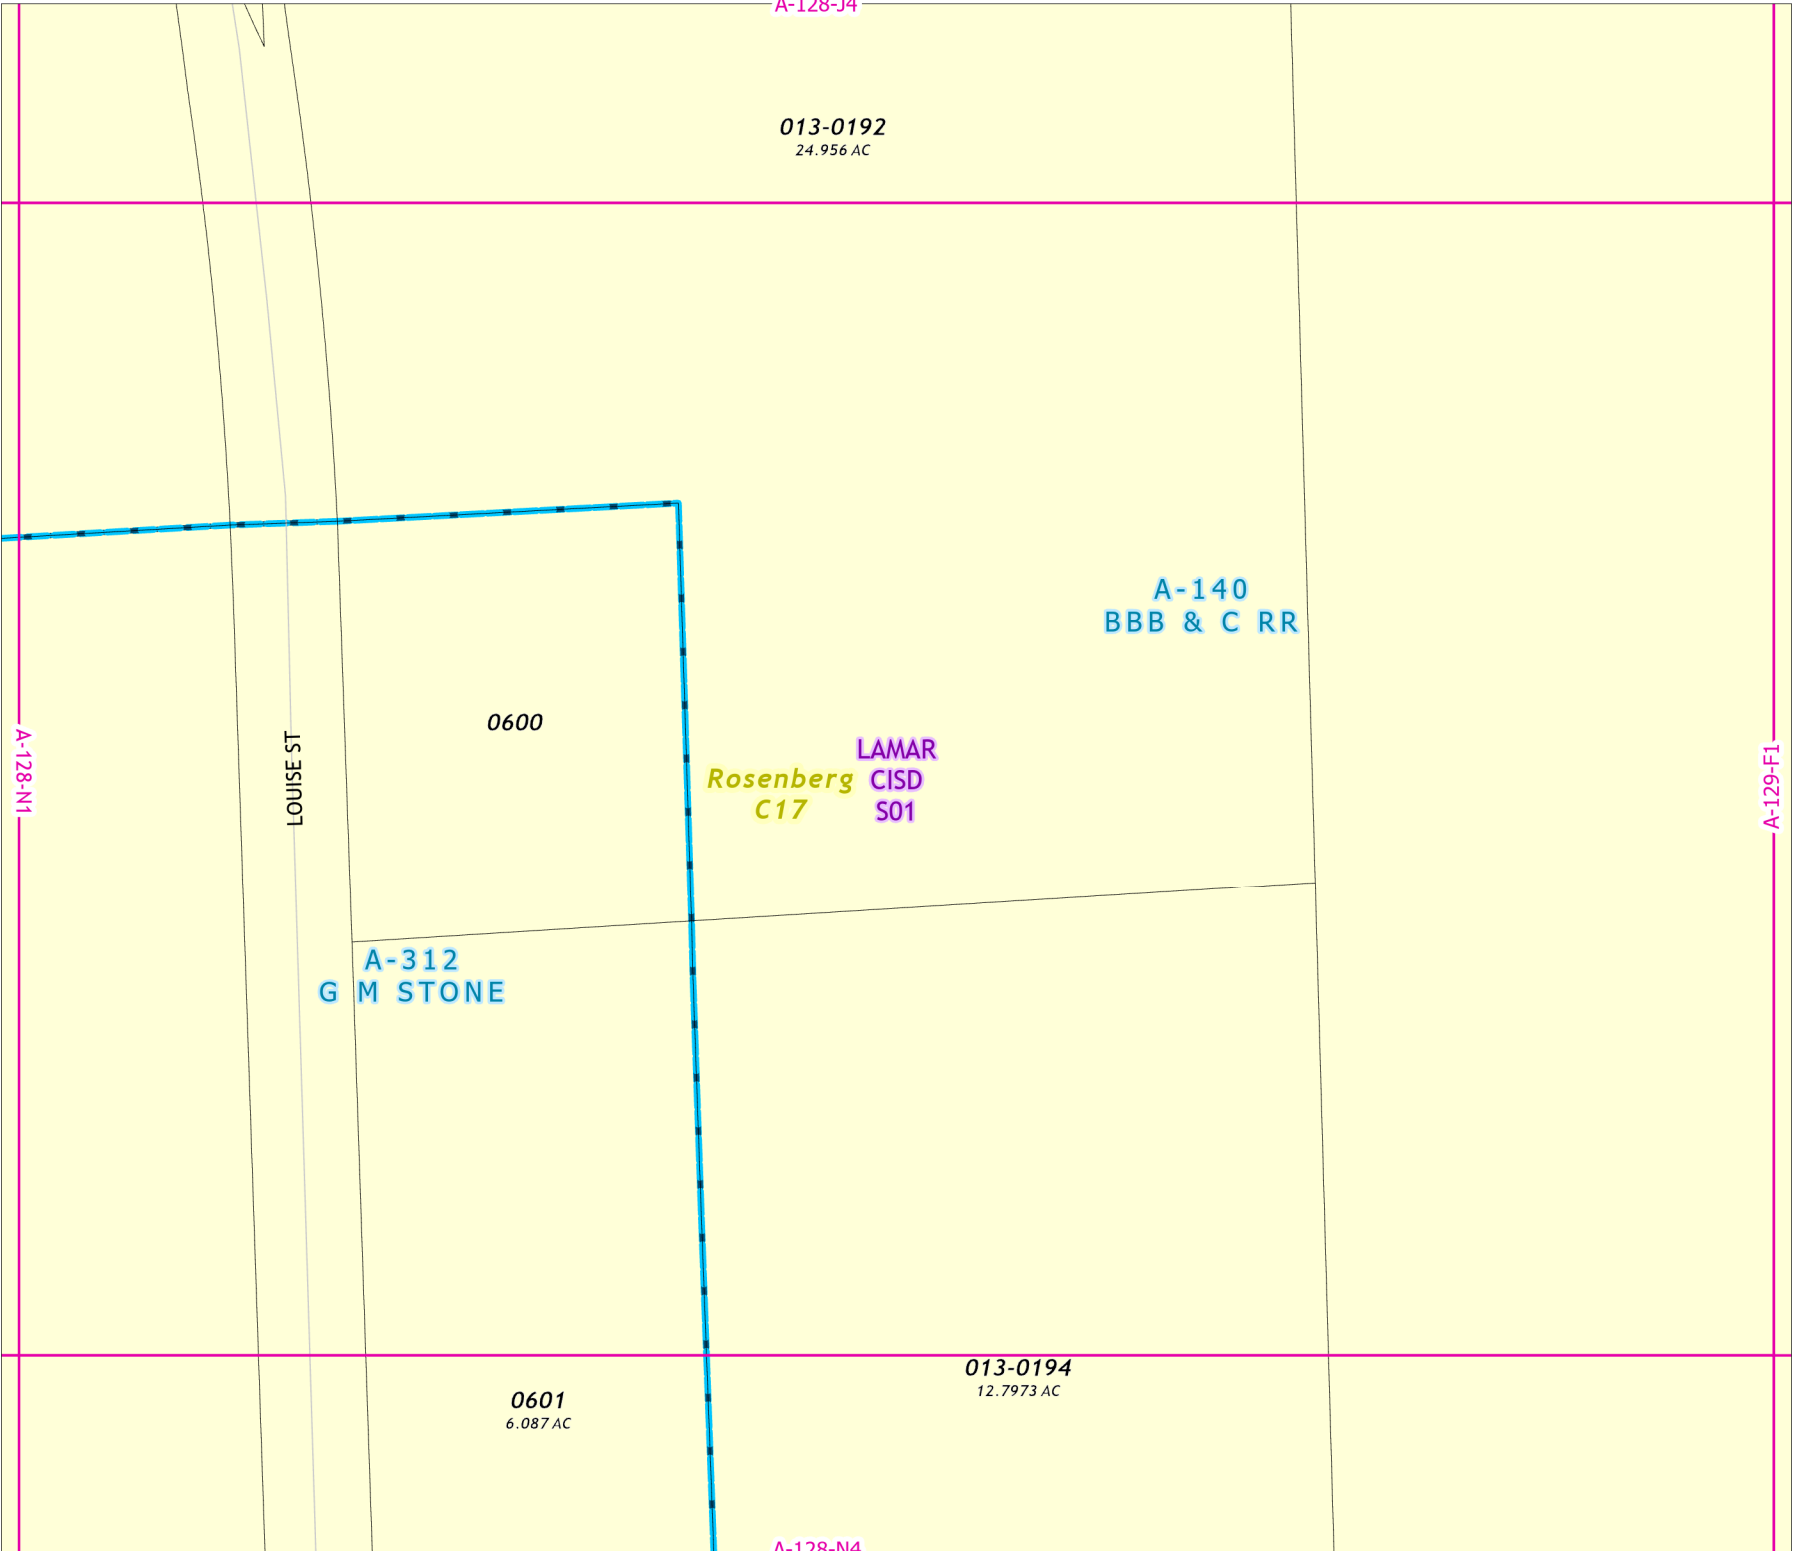 A-128-J4
013-0192
24.956 AC
A-140
BBB & C RR
0600
LAMAR
CISD
S01
Rosenberg
C17
LOUISE ST
A-128-N1
A-129-F1
A-312
G M STONE
013-0194
12.7973 AC
0601
6.087 AC
A-128-N4